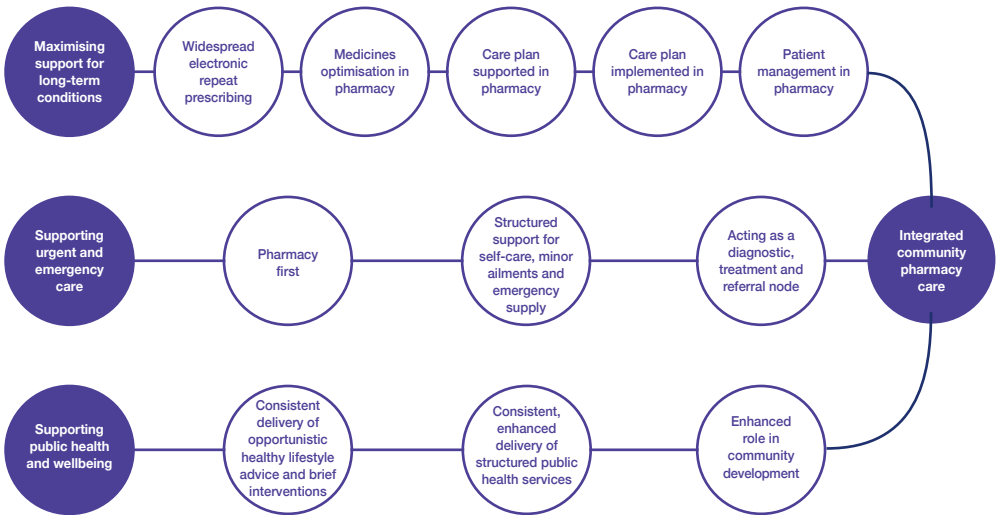 Maximising
support for
long-term
conditions
Widespread
electronic
repeat
prescribing
Medicines
optimisation in
pharmacy
Care plan
supported in
pharmacy
Care plan
implemented in
pharmacy
Patient
management in
pharmacy
Supporting
urgent and
emergency
care
Pharmacy
first
Structured
support for
self-care, minor
ailments and
emergency
supply
Acting as a
diagnostic,
treatment and
referral node
Integrated
community
pharmacy
care
Supporting
public health
and wellbeing
Consistent
delivery of
opportunistic
healthy lifestyle
advice and brief
interventions
Consistent,
enhanced
delivery of
structured public
health services
Enhanced
role in
community
development